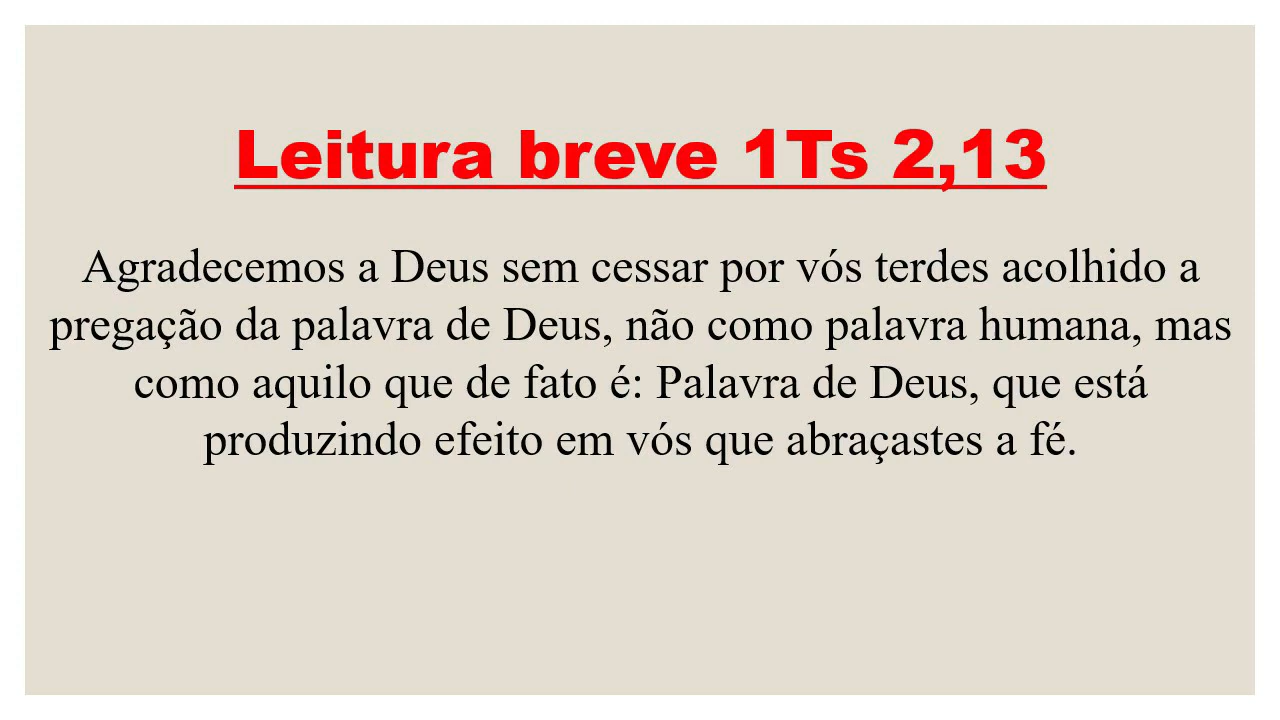 Leitura breve 1Ts 2,13
Agradecemos a Deus sem cessar por vós terdes acolhido a
pregação da palavra de Deus, não como palavra humana, mas
como aquilo que de fato é: Palavra de Deus, que está
produzindo efeito em vós que abraçastes a fé.